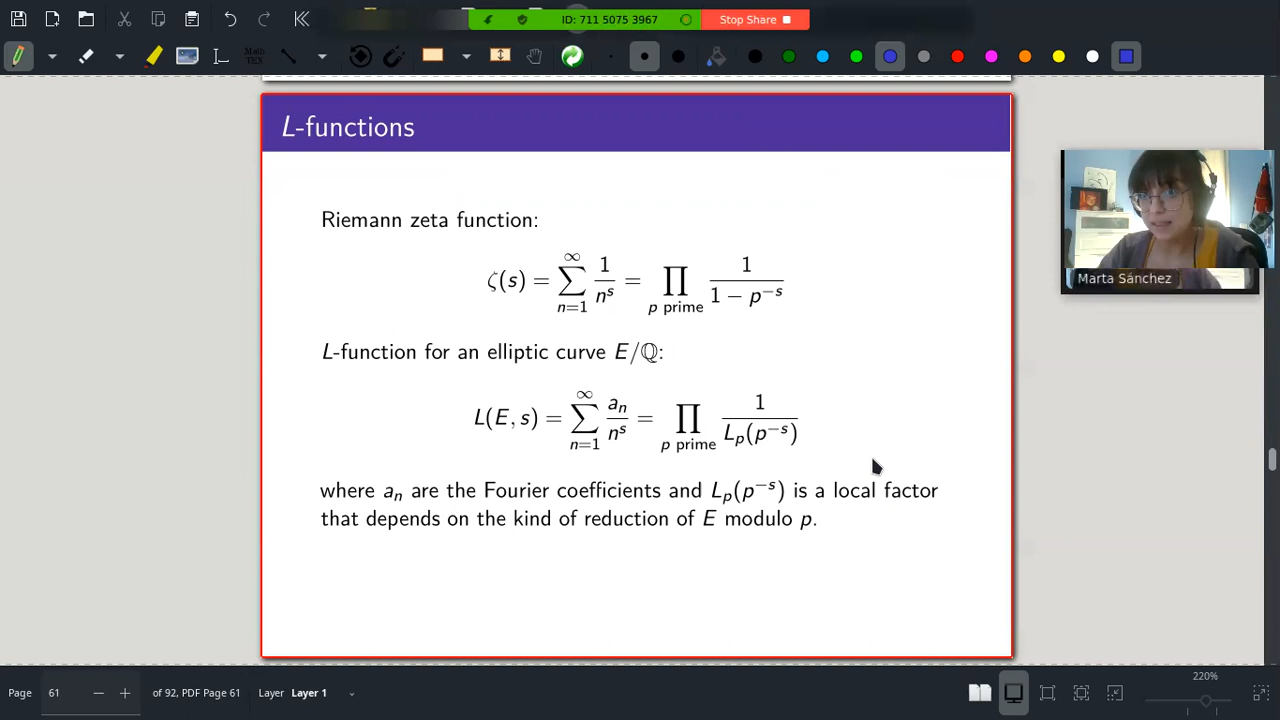 ID: 711 5075 3967
Stop Share
Math
TEX
L-functions
Riemann zeta function:
ζ(s) = ∑_{n=1}^{∞} 1/n^s = ∏_{p prime} 1/(1 − p^{−s})
L-function for an elliptic curve E/ℚ:
L(E, s) = ∑_{n=1}^{∞} a_n/n^s = ∏_{p prime} 1/L_p(p^{−s})
where a_n are the Fourier coefficients and L_p(p^{−s}) is a local factor
that depends on the kind of reduction of E modulo p.
Marta Sánchez
Page 61 of 92, PDF Page 61 Layer Layer 1
220%